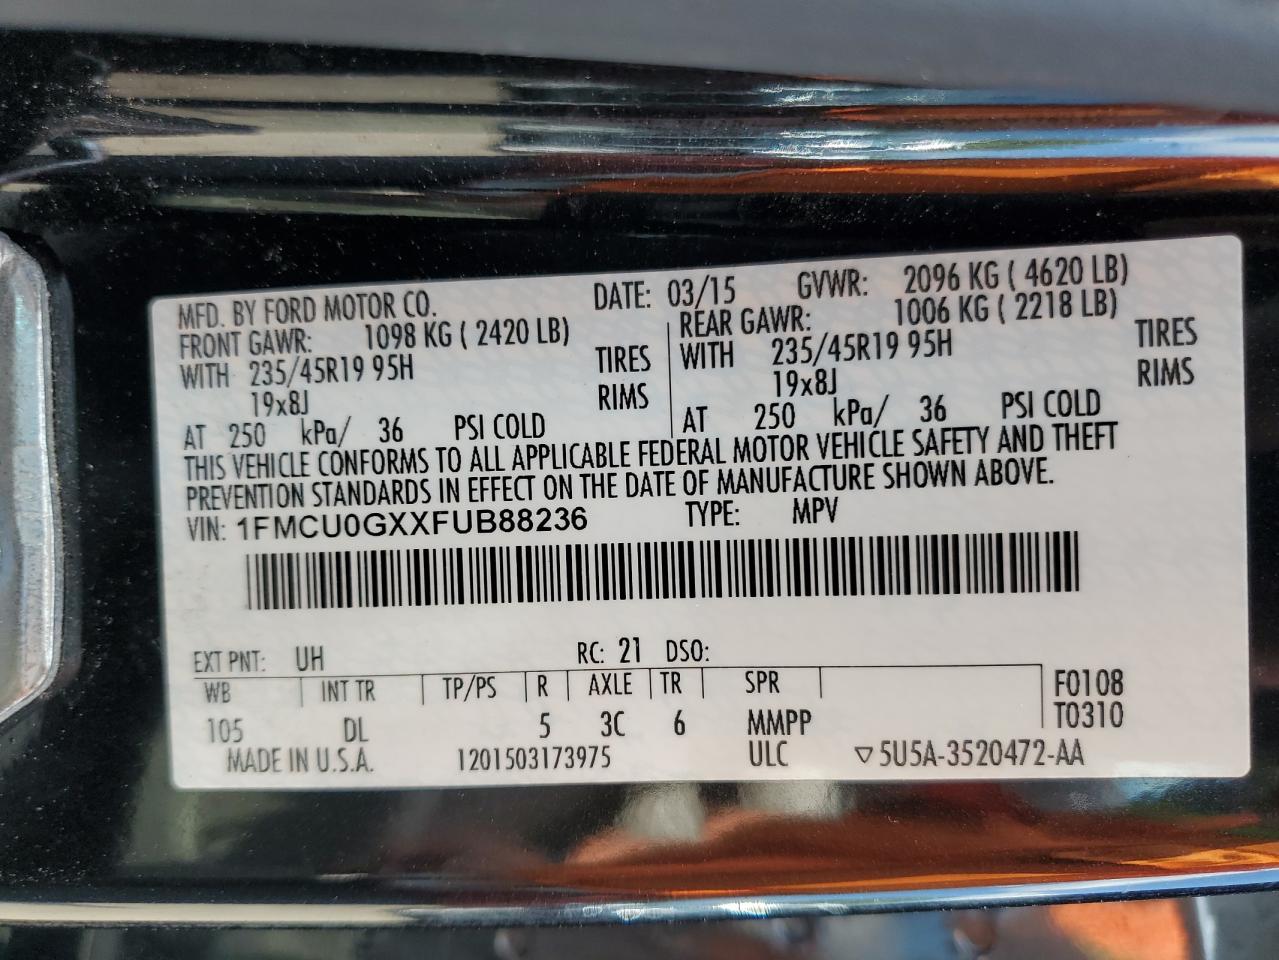 MFD. BY FORD MOTOR CO. DATE: 03/15 GVWR: 2096 KG ( 4620 LB)
FRONT GAWR: 1098 KG ( 2420 LB) REAR GAWR: 1006 KG ( 2218 LB)
WITH 235/45R19 95H TIRES WITH 235/45R19 95H TIRES
19x8J RIMS 19x8J RIMS
AT 250 kPa/ 36 PSI COLD AT 250 kPa/ 36 PSI COLD
THIS VEHICLE CONFORMS TO ALL APPLICABLE FEDERAL MOTOR VEHICLE SAFETY AND THEFT
PREVENTION STANDARDS IN EFFECT ON THE DATE OF MANUFACTURE SHOWN ABOVE.
VIN: 1FMCU0GXXFUB88236 TYPE: MPV
EXT PNT: UH RC: 21 DSO:
WB INT TR TP/PS R AXLE TR SPR F0108
105 DL 5 3C 6 MMPP T0310
MADE IN U.S.A. 1201503173975 ULC ▽5U5A-3520472-AA